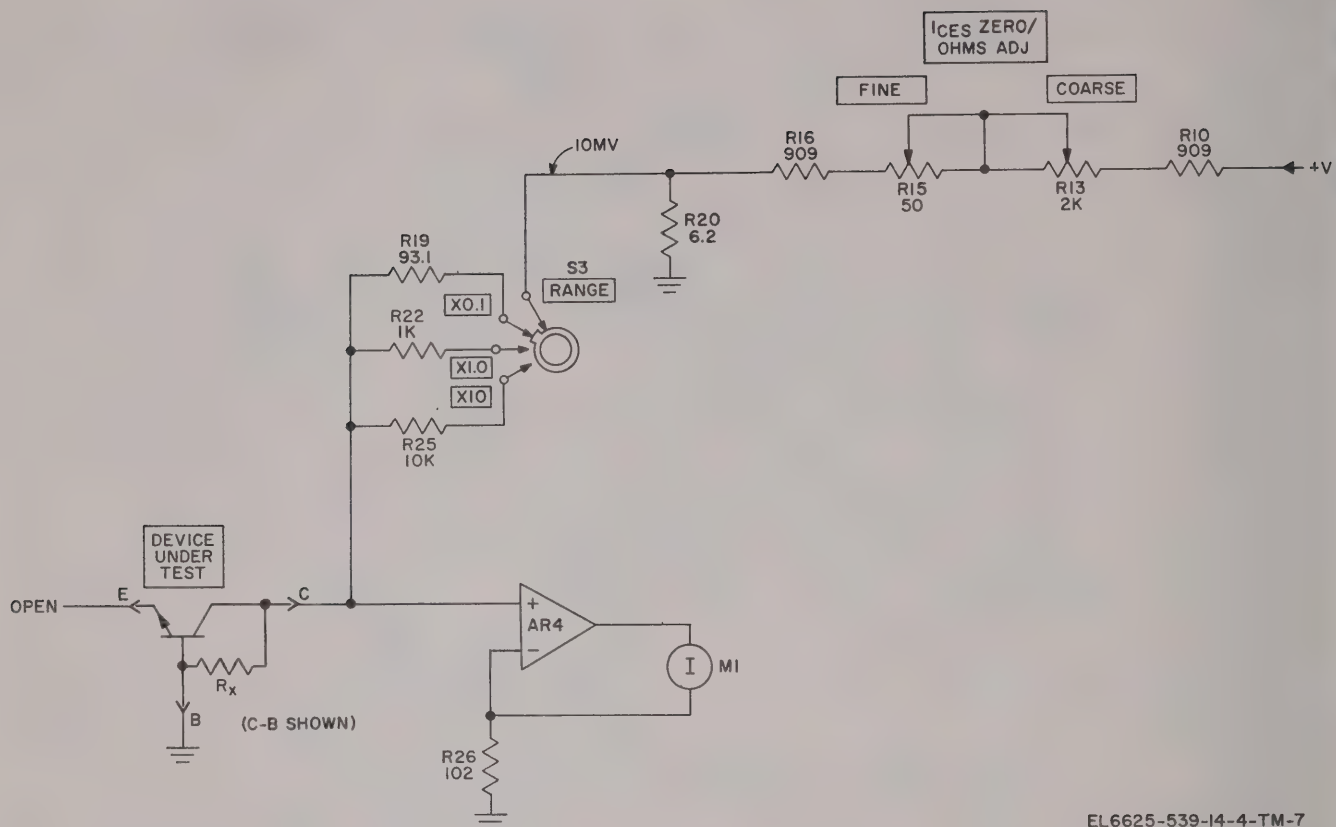 ICES ZERO/
OHMS ADJ
FINE
COARSE
R16
909
R15
50
R13
2K
R10
909
+V
10MV
R20
6.2
R19
93.1
S3
RANGE
X0.1
R22
1K
X1.0
X10
R25
10K
DEVICE
UNDER
TEST
OPEN
E
C
+
AR4
-
I
M1
RX
B
(C-B SHOWN)
R26
102
EL6625-539-14-4-TM-7